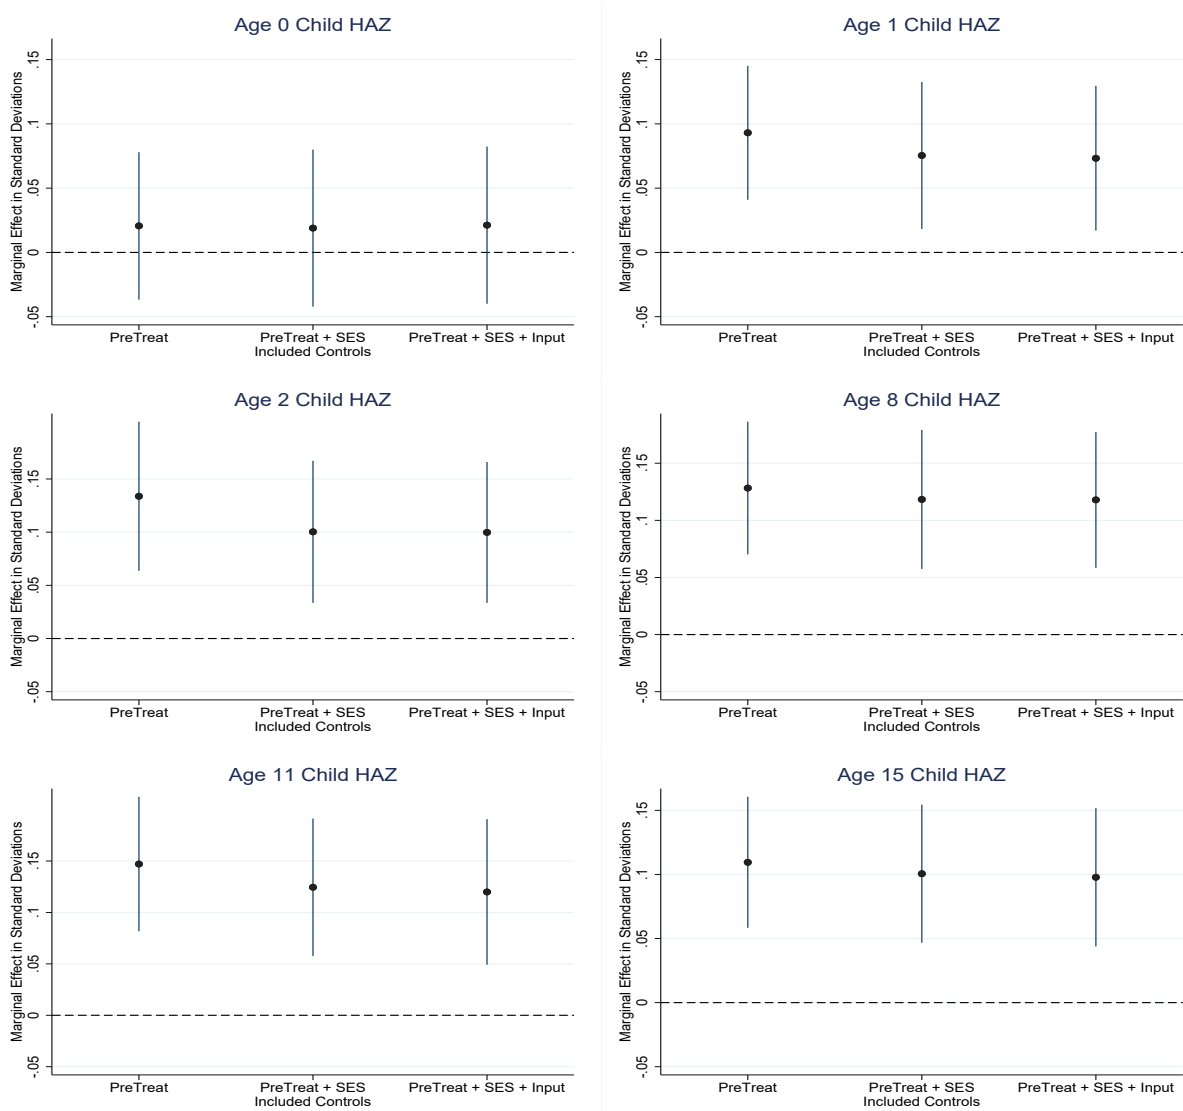 Age 0 Child HAZ
Marginal Effect in Standard Deviations
.15
.1
.05
0
-.05
PreTreat
PreTreat + SES
PreTreat + SES + Input
Included Controls
Age 1 Child HAZ
Marginal Effect in Standard Deviations
.15
.1
.05
0
-.05
PreTreat
PreTreat + SES
PreTreat + SES + Input
Included Controls
Age 2 Child HAZ
Marginal Effect in Standard Deviations
.15
.1
.05
0
-.05
PreTreat
PreTreat + SES
PreTreat + SES + Input
Included Controls
Age 8 Child HAZ
Marginal Effect in Standard Deviations
.15
.1
.05
0
-.05
PreTreat
PreTreat + SES
PreTreat + SES + Input
Included Controls
Age 11 Child HAZ
Marginal Effect in Standard Deviations
.15
.1
.05
0
-.05
PreTreat
PreTreat + SES
PreTreat + SES + Input
Included Controls
Age 15 Child HAZ
Marginal Effect in Standard Deviations
.15
.1
.05
0
-.05
PreTreat
PreTreat + SES
PreTreat + SES + Input
Included Controls